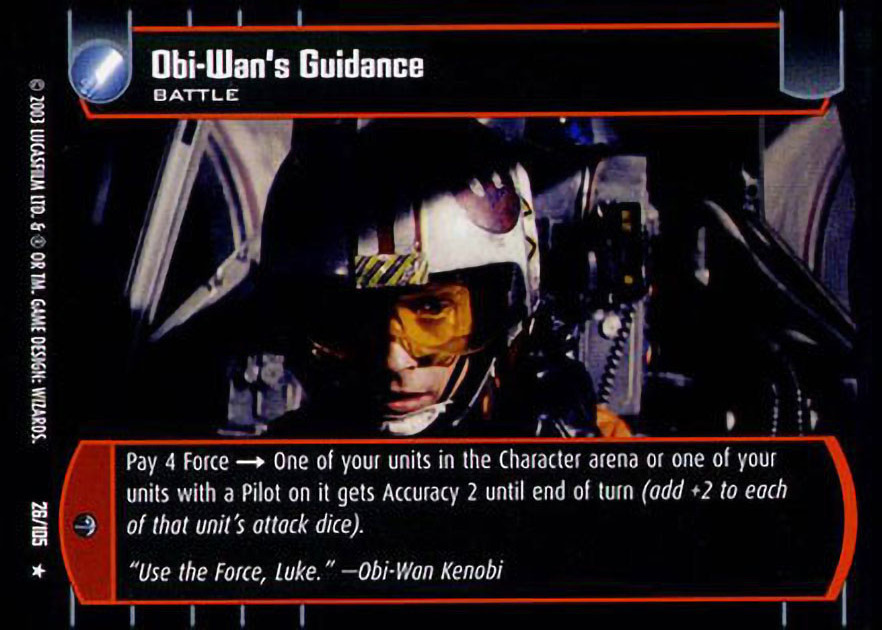 Obi-Wan's Guidance
BATTLE
Pay 4 Force → One of your units in the Character arena or one of your
units with a Pilot on it gets Accuracy 2 until end of turn (add +2 to each
of that unit's attack dice).
"Use the Force, Luke." —Obi-Wan Kenobi
© 2003 LUCASFILM LTD. & ® OR TM. GAME DESIGN: WIZARDS. 26/105 ★